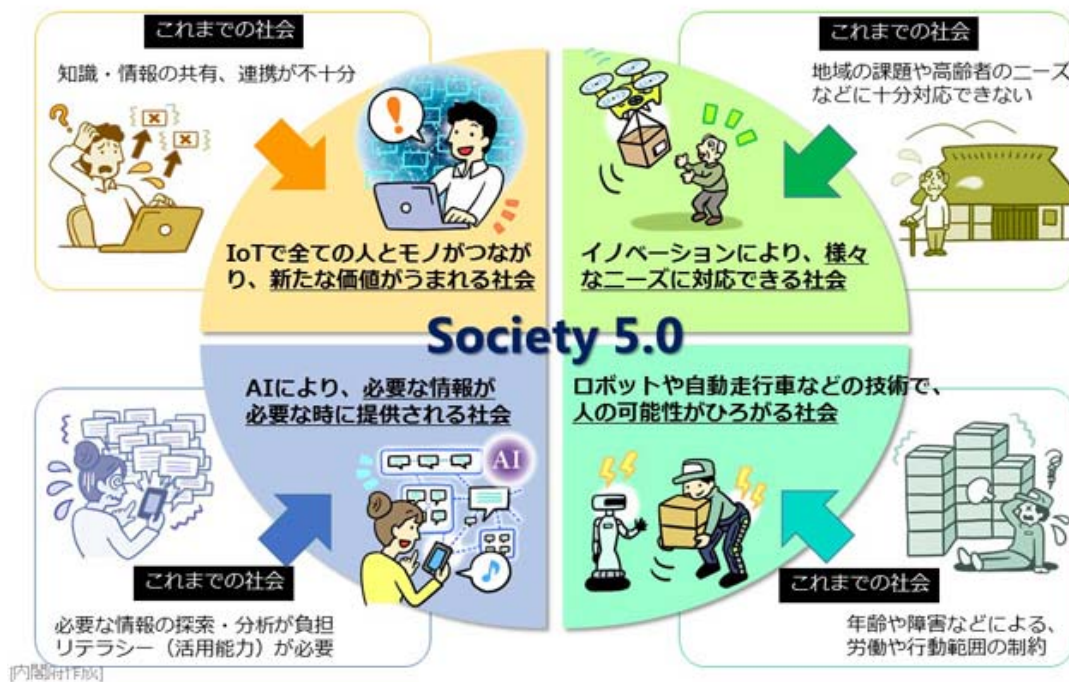 これまでの社会
知識・情報の共有、連携が不十分
?
!
IoTで全ての人とモノがつなが
り、新たな価値がうまれる社会
これまでの社会
地域の課題や高齢者のニーズ
などに十分対応できない
イノベーションにより、様々
なニーズに対応できる社会
Society 5.0
AIにより、必要な情報が
必要な時に提供される社会
AI
これまでの社会
必要な情報の探索・分析が負担
リテラシー（活用能力）が必要
ロボットや自動走行車などの技術で、
人の可能性がひろがる社会
これまでの社会
年齢や障害などによる、
労働や行動範囲の制約
[内閣府作成]